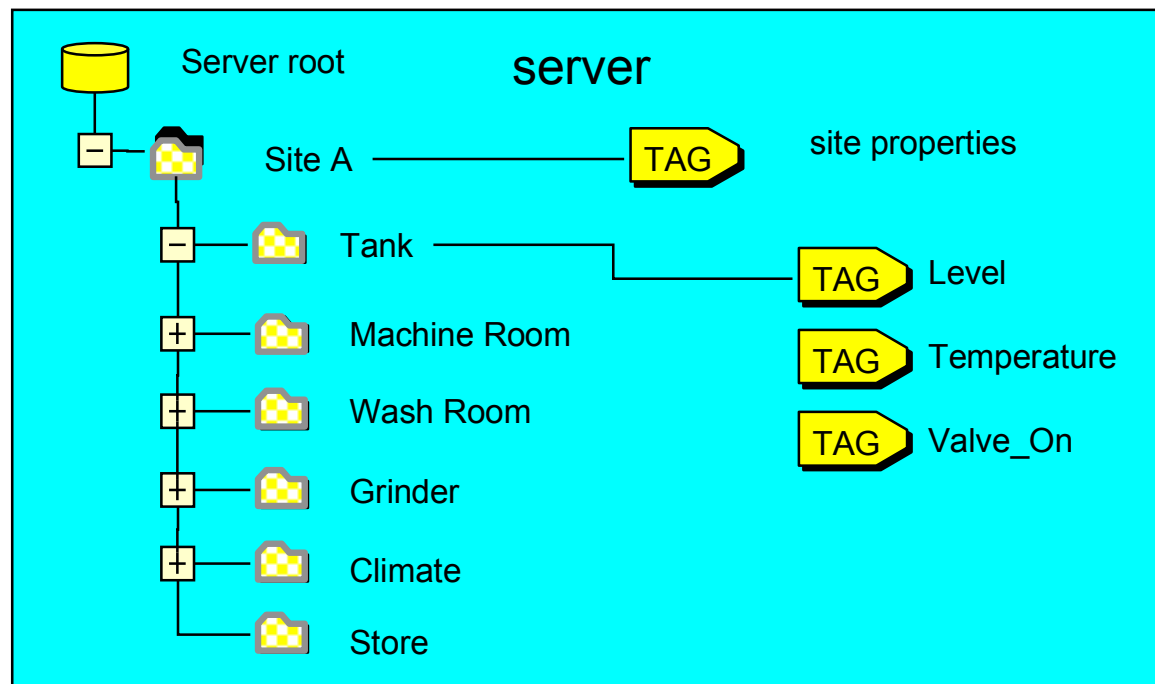 Server root
server
Site A
TAG
site properties
Tank
TAG
Level
Machine Room
TAG
Temperature
Wash Room
TAG
Valve_On
Grinder
Climate
Store